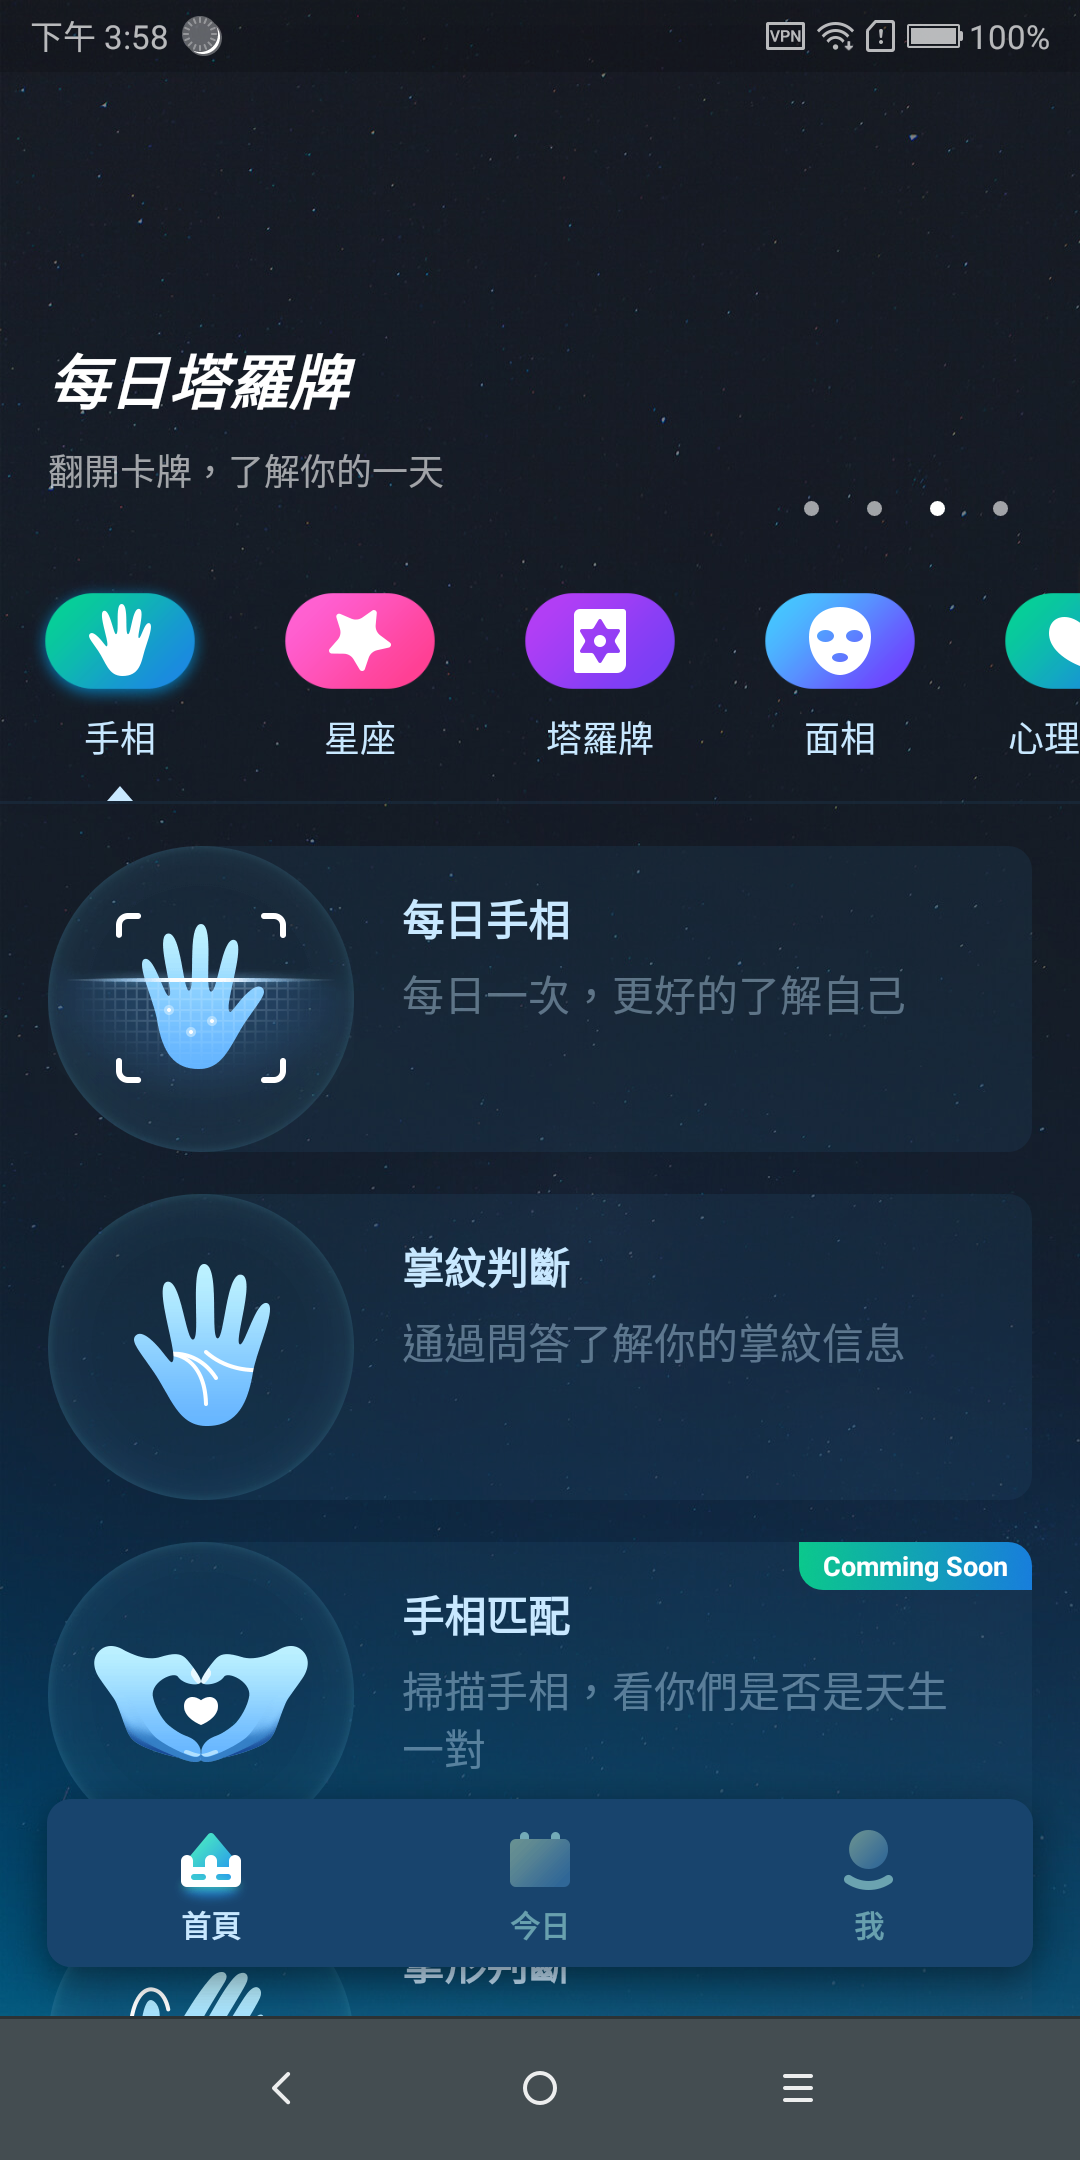 下午 3:58
VPN
100%
每日塔羅牌
翻開卡牌，了解你的一天
手相
星座
塔羅牌
面相
心理
每日手相
每日一次，更好的了解自己
掌紋判斷
通過問答了解你的掌紋信息
Comming Soon
手相匹配
掃描手相，看你們是否是天生
一對
首頁
今日
我
掌形判斷